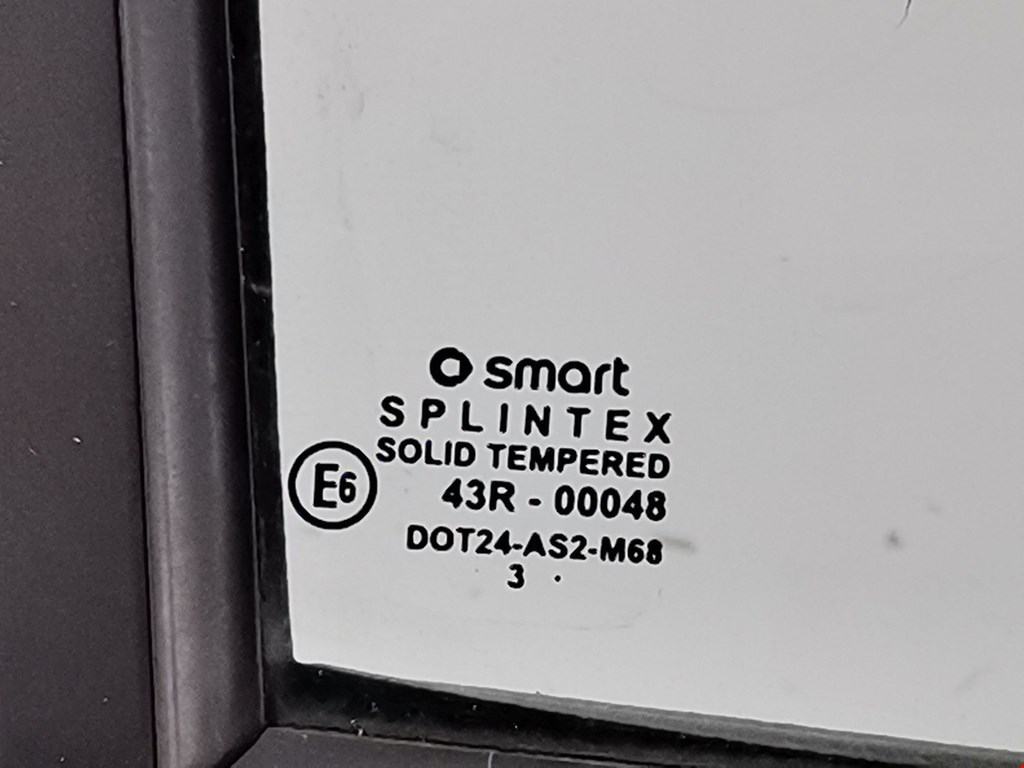 smart
SPLINTEX
SOLID TEMPERED
E6
43R - 00048
DOT24-AS2-M68
3 .